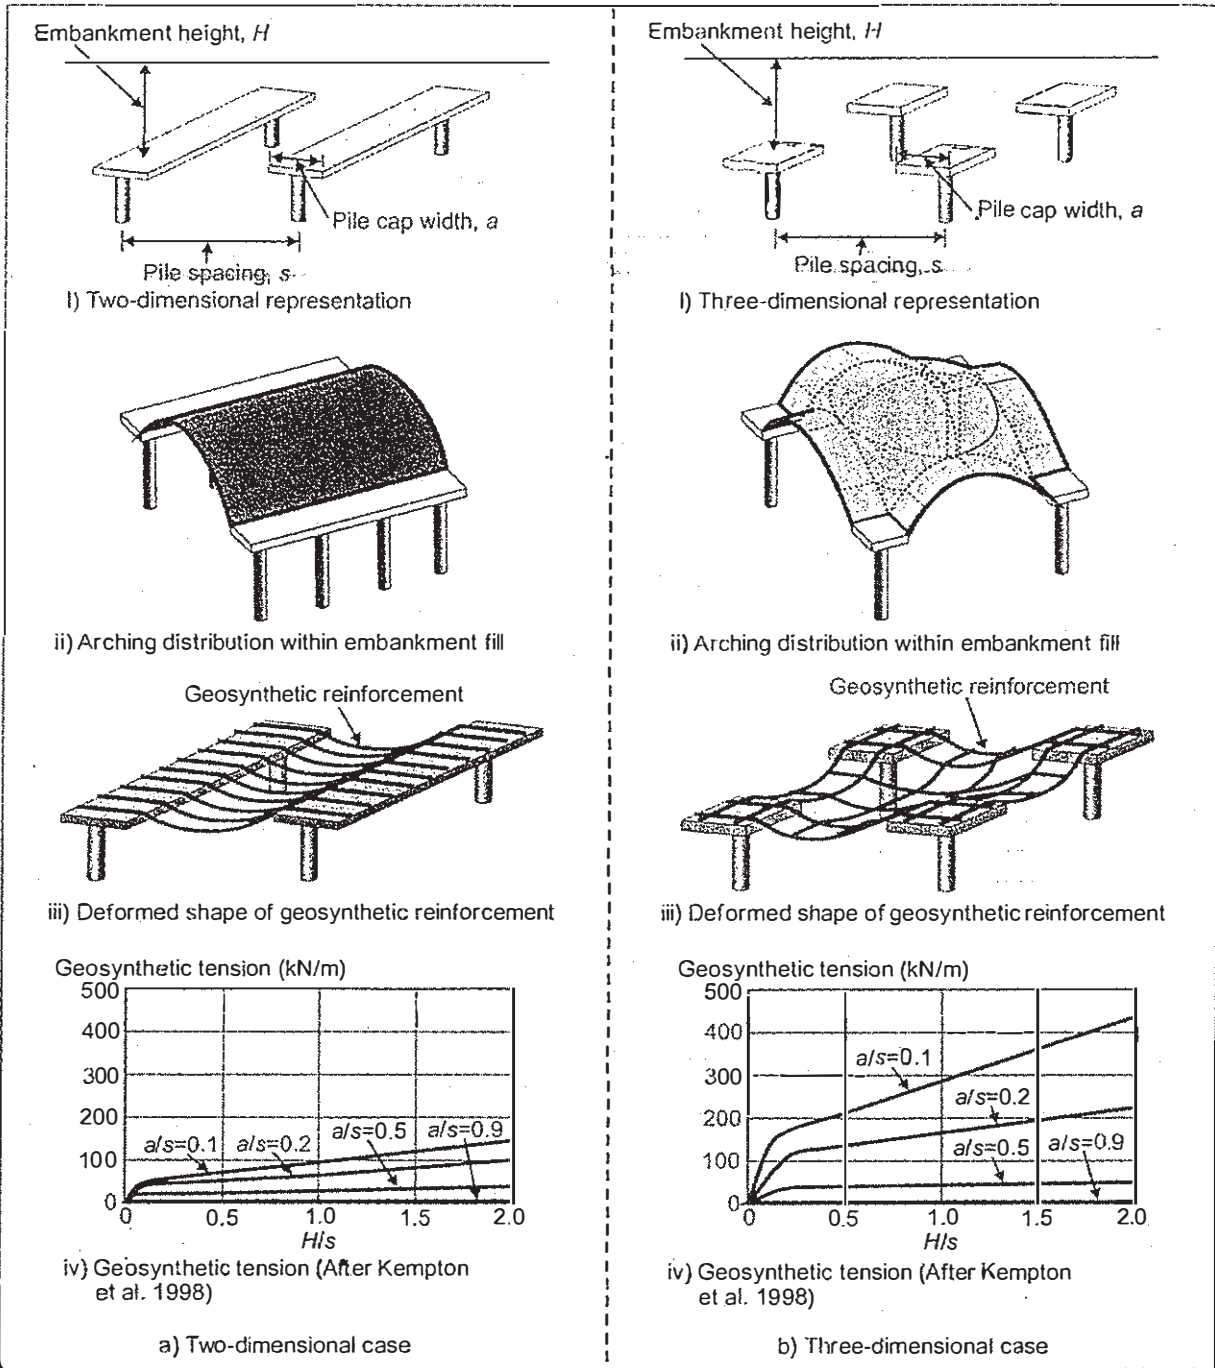 Embankment height, H
Pile cap width, a
Pile spacing, s
I) Two-dimensional representation
ii) Arching distribution within embankment fill
Geosynthetic reinforcement
iii) Deformed shape of geosynthetic reinforcement
Geosynthetic tension (kN/m)
500
400
300
200
100
0
a/s=0.1
a/s=0.2
a/s=0.5
a/s=0.9
0
0.5
1.0
1.5
2.0
H/s
iv) Geosynthetic tension (After Kempton
et al. 1998)
a) Two-dimensional case
Embankment height, H
Pile cap width, a
Pile spacing, s
I) Three-dimensional representation
ii) Arching distribution within embankment fill
Geosynthetic reinforcement
iii) Deformed shape of geosynthetic reinforcement
Geosynthetic tension (kN/m)
500
400
300
200
100
0
a/s=0.1
a/s=0.2
a/s=0.5
a/s=0.9
0
0.5
1.0
1.5
2.0
H/s
iv) Geosynthetic tension (After Kempton
et al. 1998)
b) Three-dimensional case